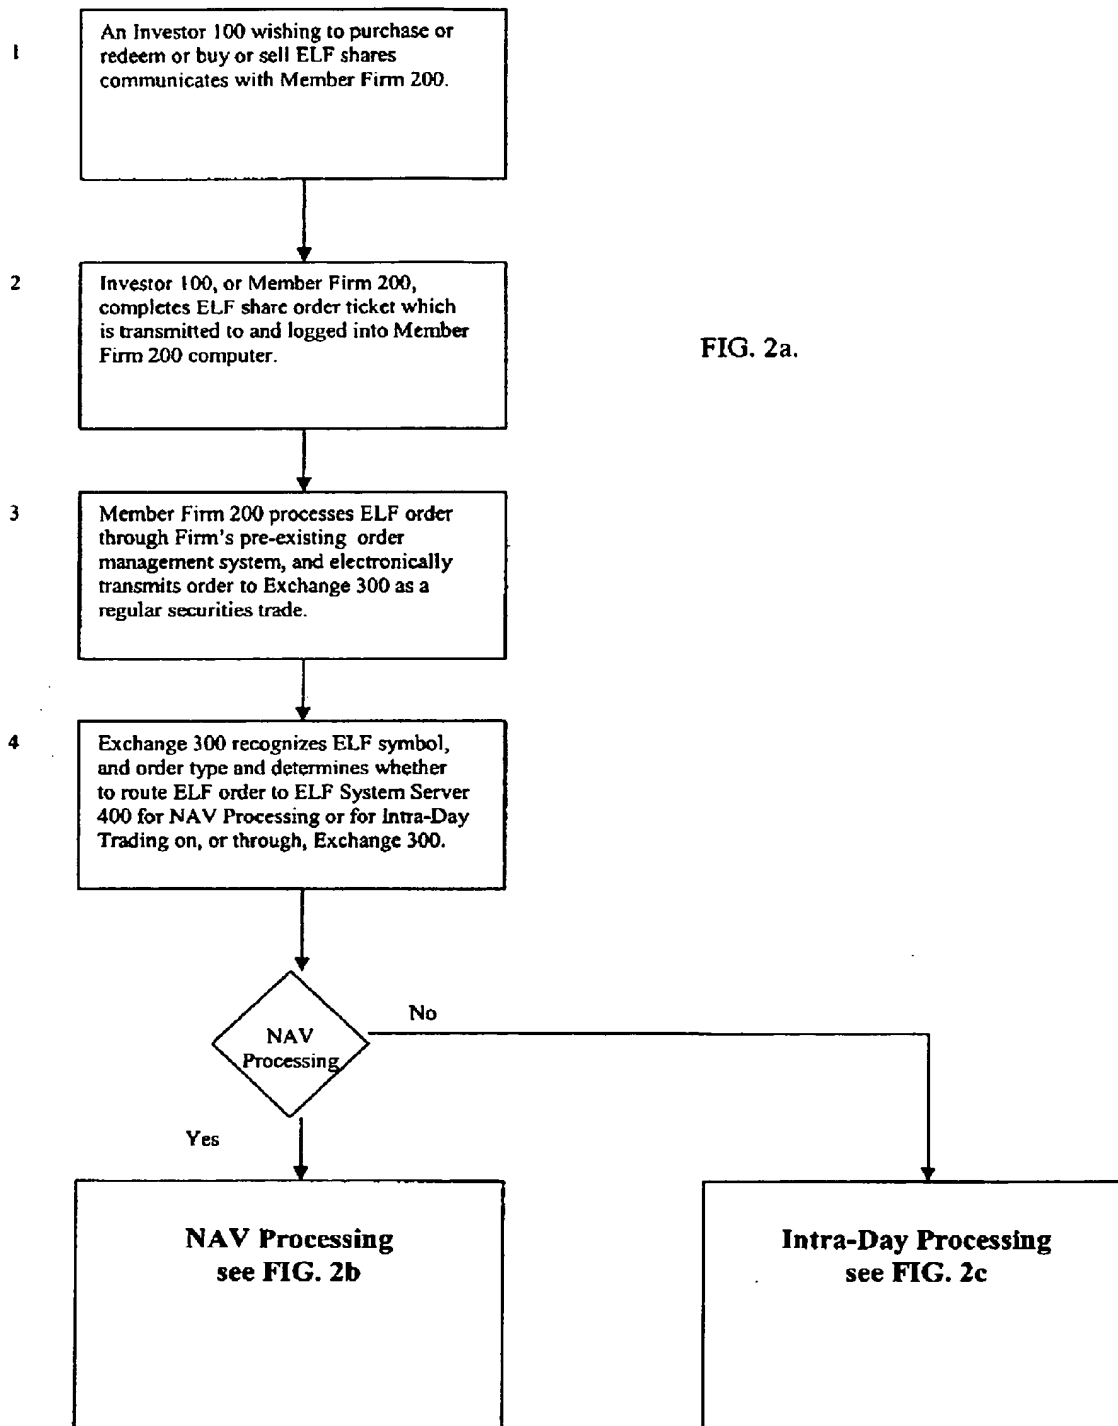 1
An Investor 100 wishing to purchase or
redeem or buy or sell ELF shares
communicates with Member Firm 200.
2
Investor 100, or Member Firm 200,
completes ELF share order ticket which
is transmitted to and logged into Member
Firm 200 computer.
FIG. 2a.
3
Member Firm 200 processes ELF order
through Firm's pre-existing order
management system, and electronically
transmits order to Exchange 300 as a
regular securities trade.
4
Exchange 300 recognizes ELF symbol,
and order type and determines whether
to route ELF order to ELF System Server
400 for NAV Processing or for Intra-Day
Trading on, or through, Exchange 300.
NAV
Processing
No
Yes
NAV Processing
see FIG. 2b
Intra-Day Processing
see FIG. 2c